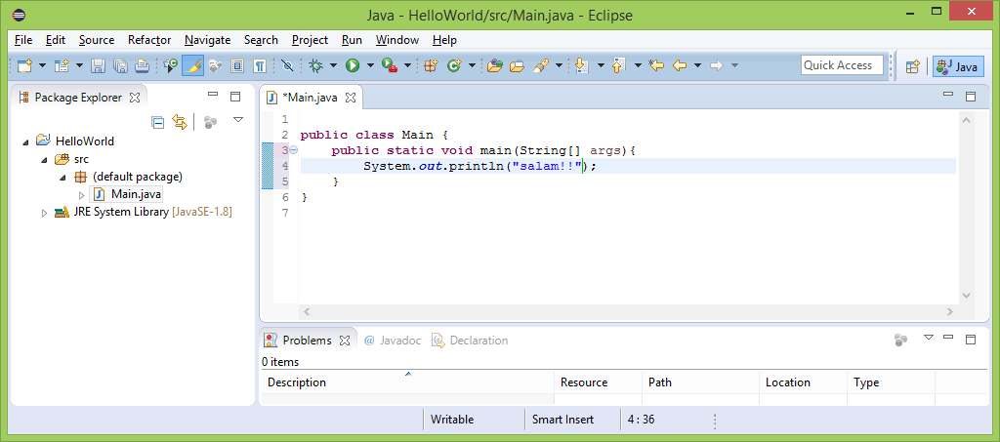 Java - HelloWorld/src/Main.java - Eclipse
File Edit Source Refactor Navigate Search Project Run Window Help
Quick Access
Java
Package Explorer
HelloWorld
src
(default package)
Main.java
JRE System Library [JavaSE-1.8]
*Main.java
1
2 public class Main {
3 public static void main(String[] args){
4 System.out.println("salam!!");
5 }
6 }
7
Problems @ Javadoc Declaration
0 items
Description Resource Path Location Type
Writable Smart Insert 4 : 36